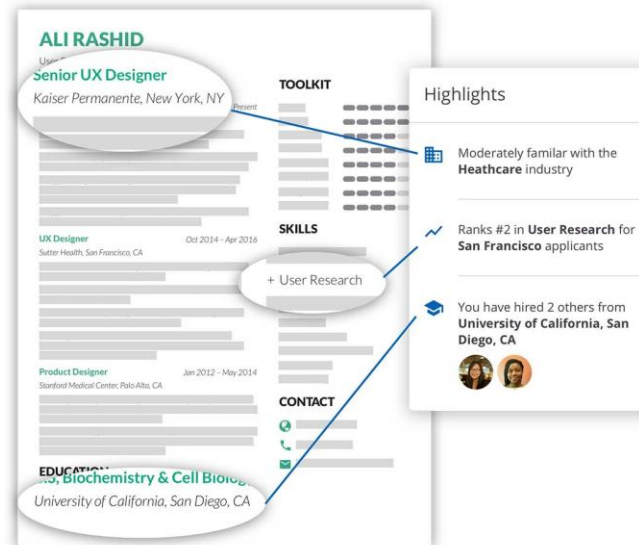 ALI RASHID
Senior UX Designer
Kaiser Permanente, New York, NY
Present
UX Designer
Oct 2014 – Apr 2016
Sutter Health, San Francisco, CA
Product Designer
Jan 2012 – May 2014
Stanford Medical Center, Palo Alto, CA
EDUCATION
Biochemistry & Cell Biology
University of California, San Diego, CA
TOOLKIT
SKILLS
+ User Research
CONTACT
Highlights
Moderately familar with the
Heathcare industry
Ranks #2 in User Research for
San Francisco applicants
You have hired 2 others from
University of California, San
Diego, CA